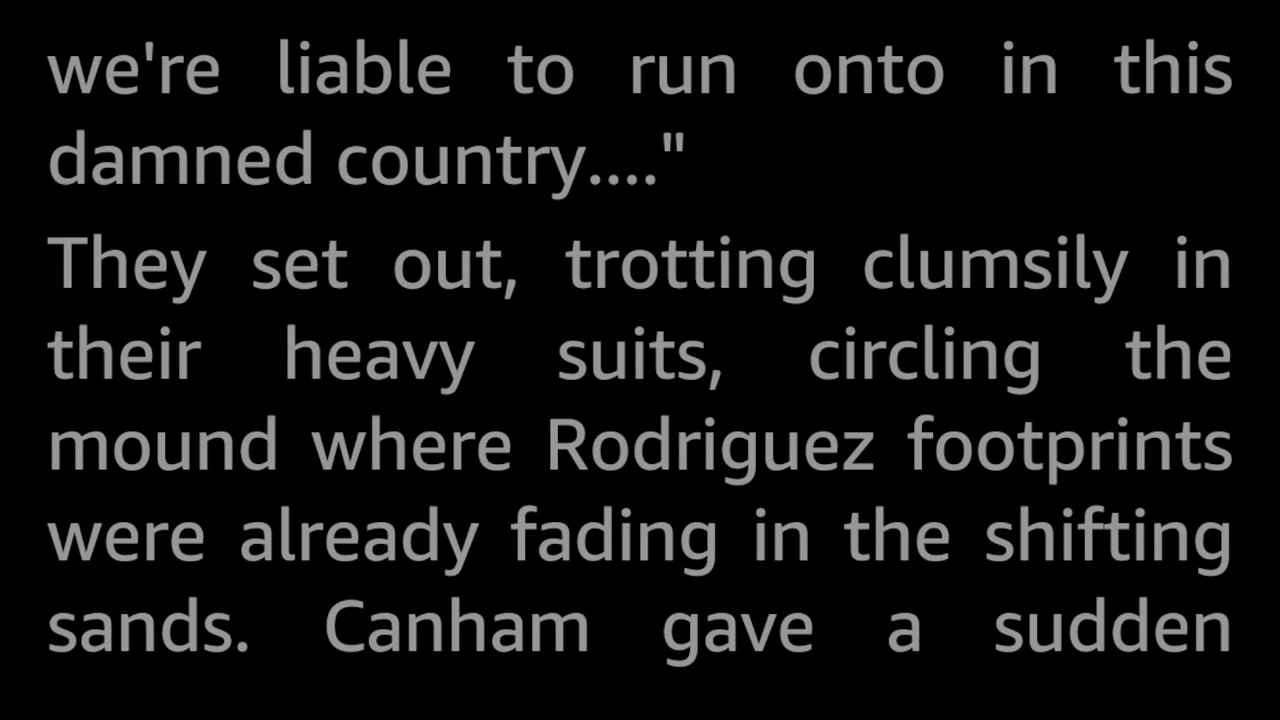 we're liable to run onto in this
damned country...."
They set out, trotting clumsily in
their heavy suits, circling the
mound where Rodriguez footprints
were already fading in the shifting
sands. Canham gave a sudden